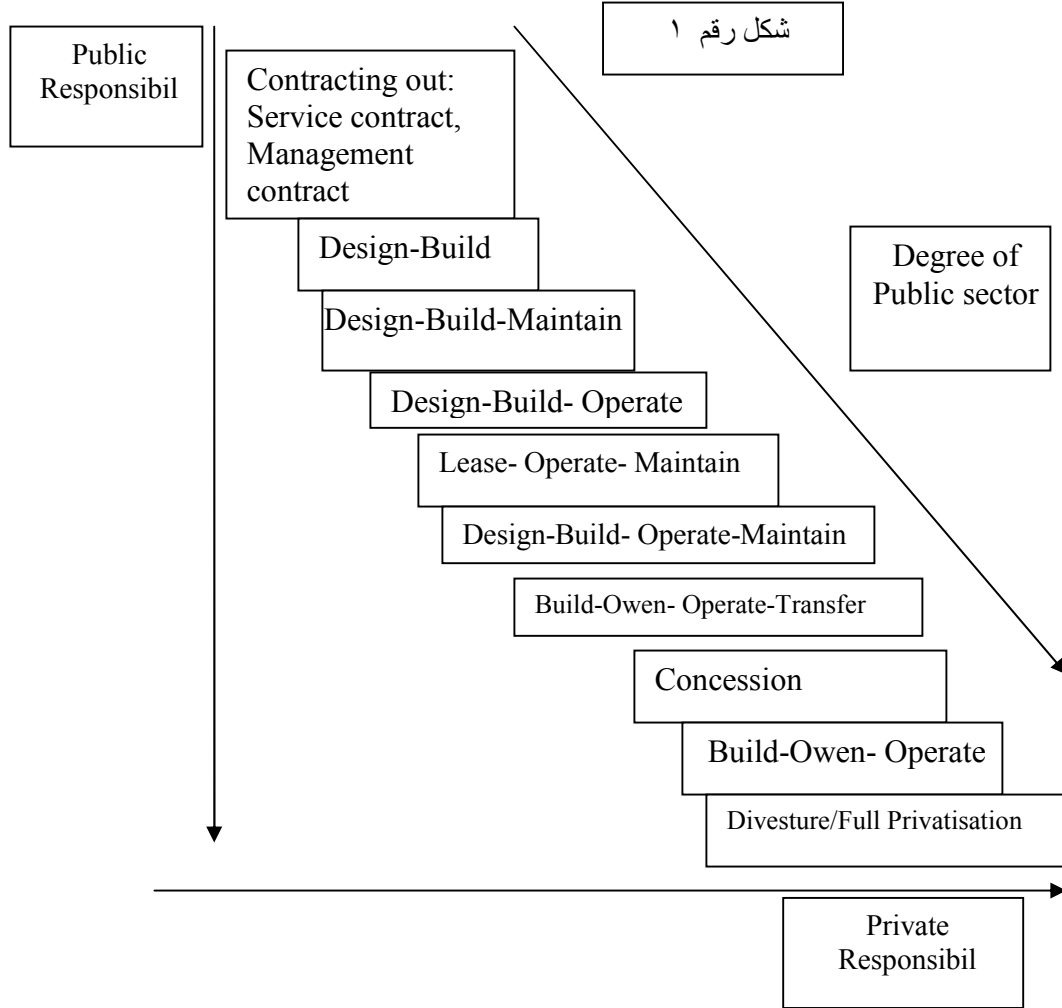 شكل رقم ١
Public
Responsibil
Contracting out:
Service contract,
Management
contract
Design-Build
Degree of
Public sector
Design-Build-Maintain
Design-Build- Operate
Lease- Operate- Maintain
Design-Build- Operate-Maintain
Build-Owen- Operate-Transfer
Concession
Build-Owen- Operate
Divesture/Full Privatisation
Private
Responsibil